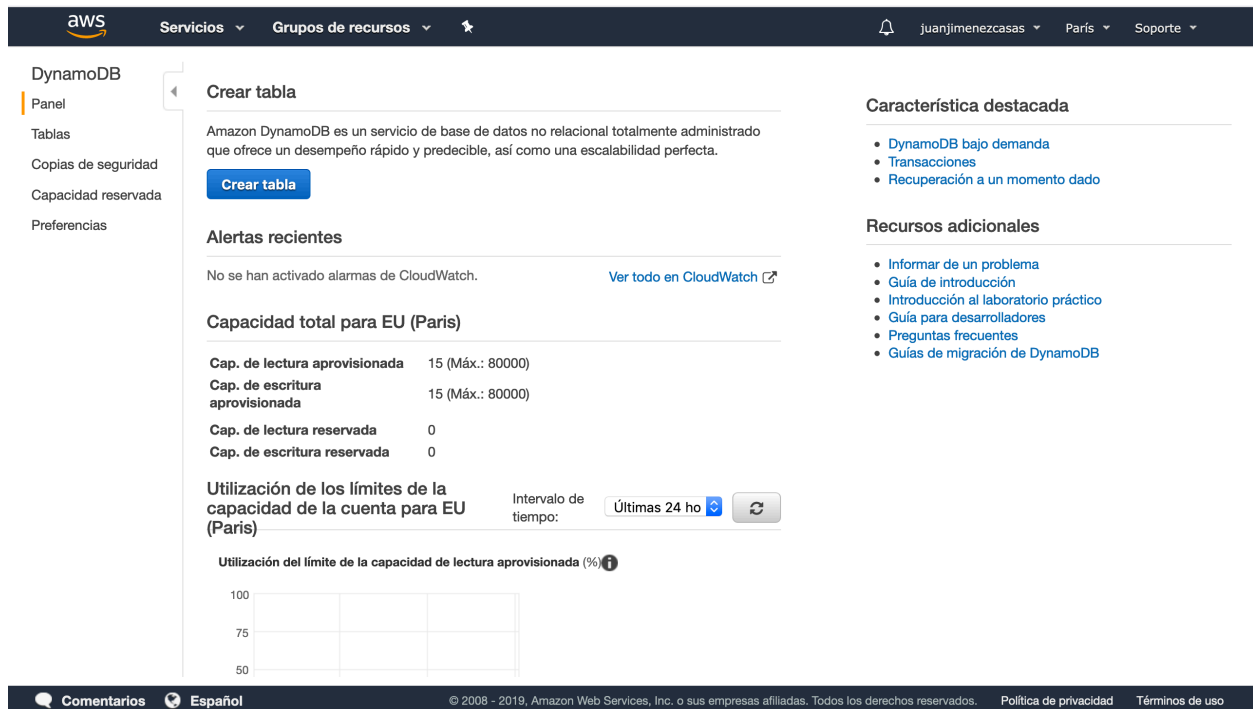 aws
Servicios
Grupos de recursos
juanjimenezcasas
París
Soporte
DynamoDB
Panel
Tablas
Copias de seguridad
Capacidad reservada
Preferencias
Crear tabla
Amazon DynamoDB es un servicio de base de datos no relacional totalmente administrado
que ofrece un desempeño rápido y predecible, así como una escalabilidad perfecta.
Crear tabla
Alertas recientes
No se han activado alarmas de CloudWatch.
Ver todo en CloudWatch
Capacidad total para EU (Paris)
Cap. de lectura aprovisionada 15 (Máx.: 80000)
Cap. de escritura
aprovisionada
15 (Máx.: 80000)
Cap. de lectura reservada 0
Cap. de escritura reservada 0
Utilización de los límites de la
capacidad de la cuenta para EU
(Paris)
Intervalo de
tiempo:
Últimas 24 ho
Utilización del límite de la capacidad de lectura aprovisionada (%)
100
75
50
Característica destacada
DynamoDB bajo demanda
Transacciones
Recuperación a un momento dado
Recursos adicionales
Informar de un problema
Guía de introducción
Introducción al laboratorio práctico
Guía para desarrolladores
Preguntas frecuentes
Guías de migración de DynamoDB
Comentarios
Español
© 2008 - 2019, Amazon Web Services, Inc. o sus empresas afiliadas. Todos los derechos reservados.
Política de privacidad
Términos de uso